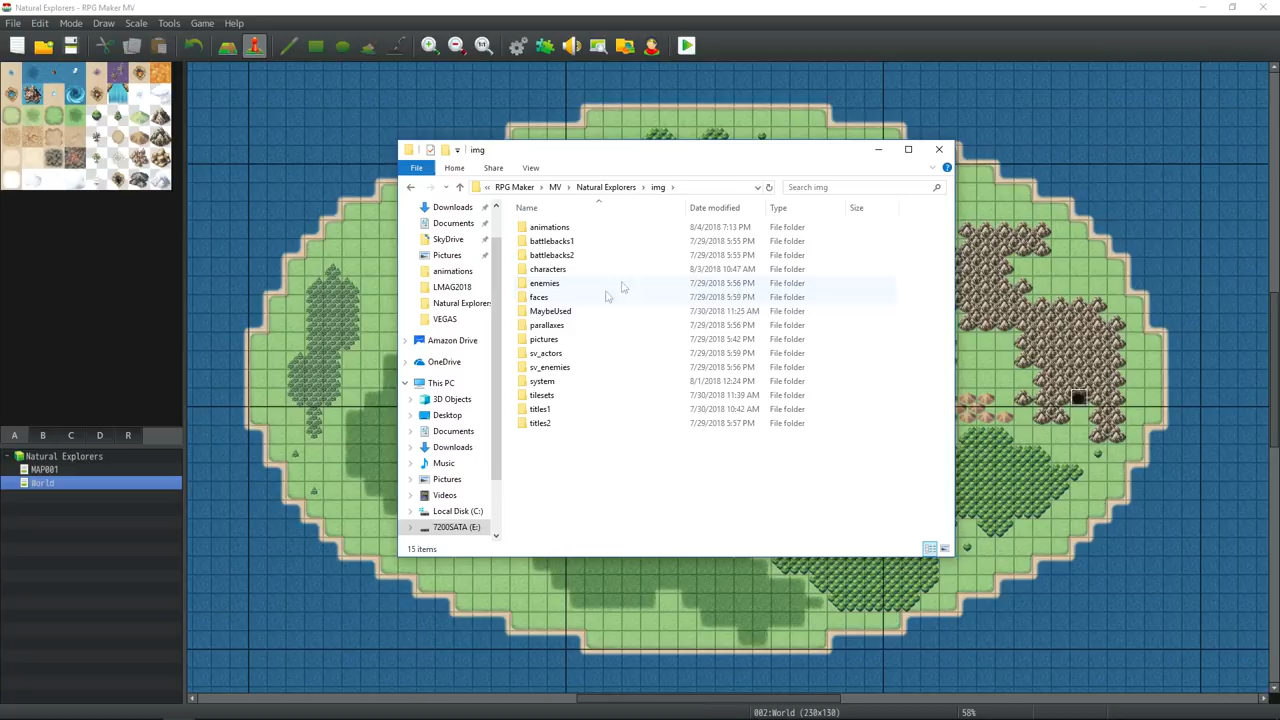 Natural Explorers - RPG Maker MV
File Edit Mode Draw Scale Tools Game Help
img
File Home Share View
RPG Maker MV Natural Explorers img
Search img
Name Date modified Type Size
Downloads
Documents
SkyDrive
Pictures
animations
LMAG2018
Natural Explorers
VEGAS
Amazon Drive
OneDrive
This PC
3D Objects
Desktop
Documents
Downloads
Music
Pictures
Videos
Local Disk (C:)
7200SATA (E:)
animations 8/4/2018 7:13 PM File folder
battlebacks1 7/29/2018 5:55 PM File folder
battlebacks2 7/29/2018 5:55 PM File folder
characters 8/3/2018 10:47 AM File folder
enemies 7/29/2018 5:56 PM File folder
faces 7/29/2018 5:59 PM File folder
MaybeUsed 7/30/2018 11:25 AM File folder
parallaxes 7/29/2018 5:56 PM File folder
pictures 7/29/2018 5:42 PM File folder
sv_actors 7/29/2018 5:59 PM File folder
sv_enemies 7/29/2018 5:56 PM File folder
system 8/1/2018 12:24 PM File folder
tilesets 7/30/2018 11:39 AM File folder
titles1 7/30/2018 10:42 AM File folder
titles2 7/29/2018 5:57 PM File folder
15 items
A B C D R
Natural Explorers
MAP001
World
002:World (230x130) 58%